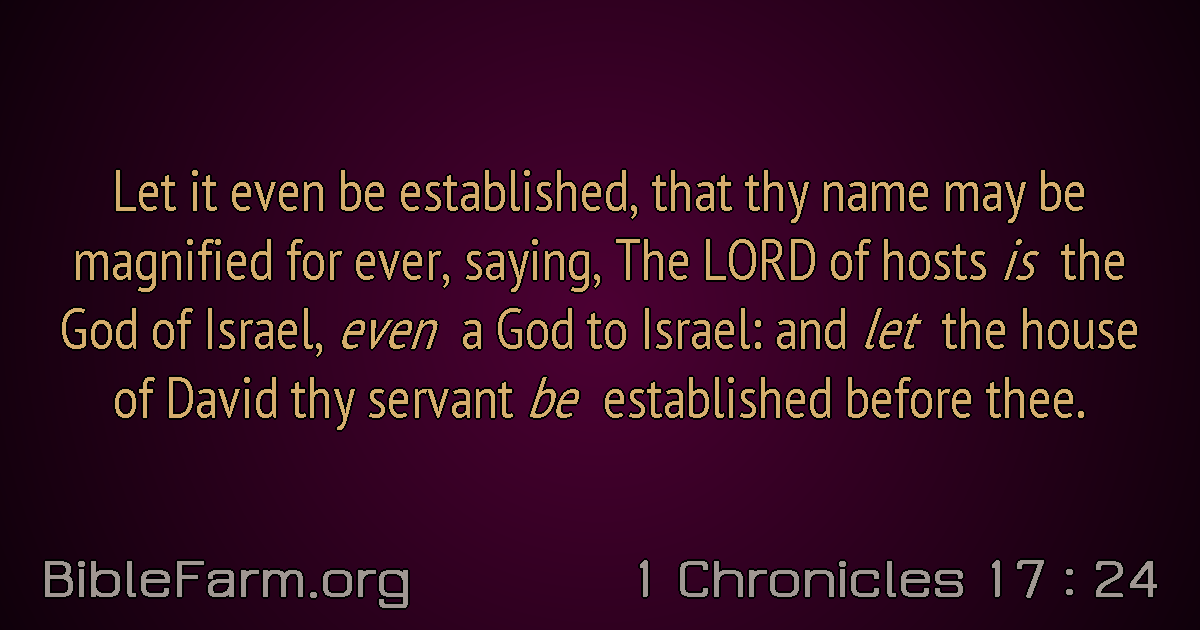 Let it even be established, that thy name may be
magnified for ever, saying, The LORD of hosts is the
God of Israel, even a God to Israel: and let the house
of David thy servant be established before thee.
BibleFarm.org
1 Chronicles 17 : 24